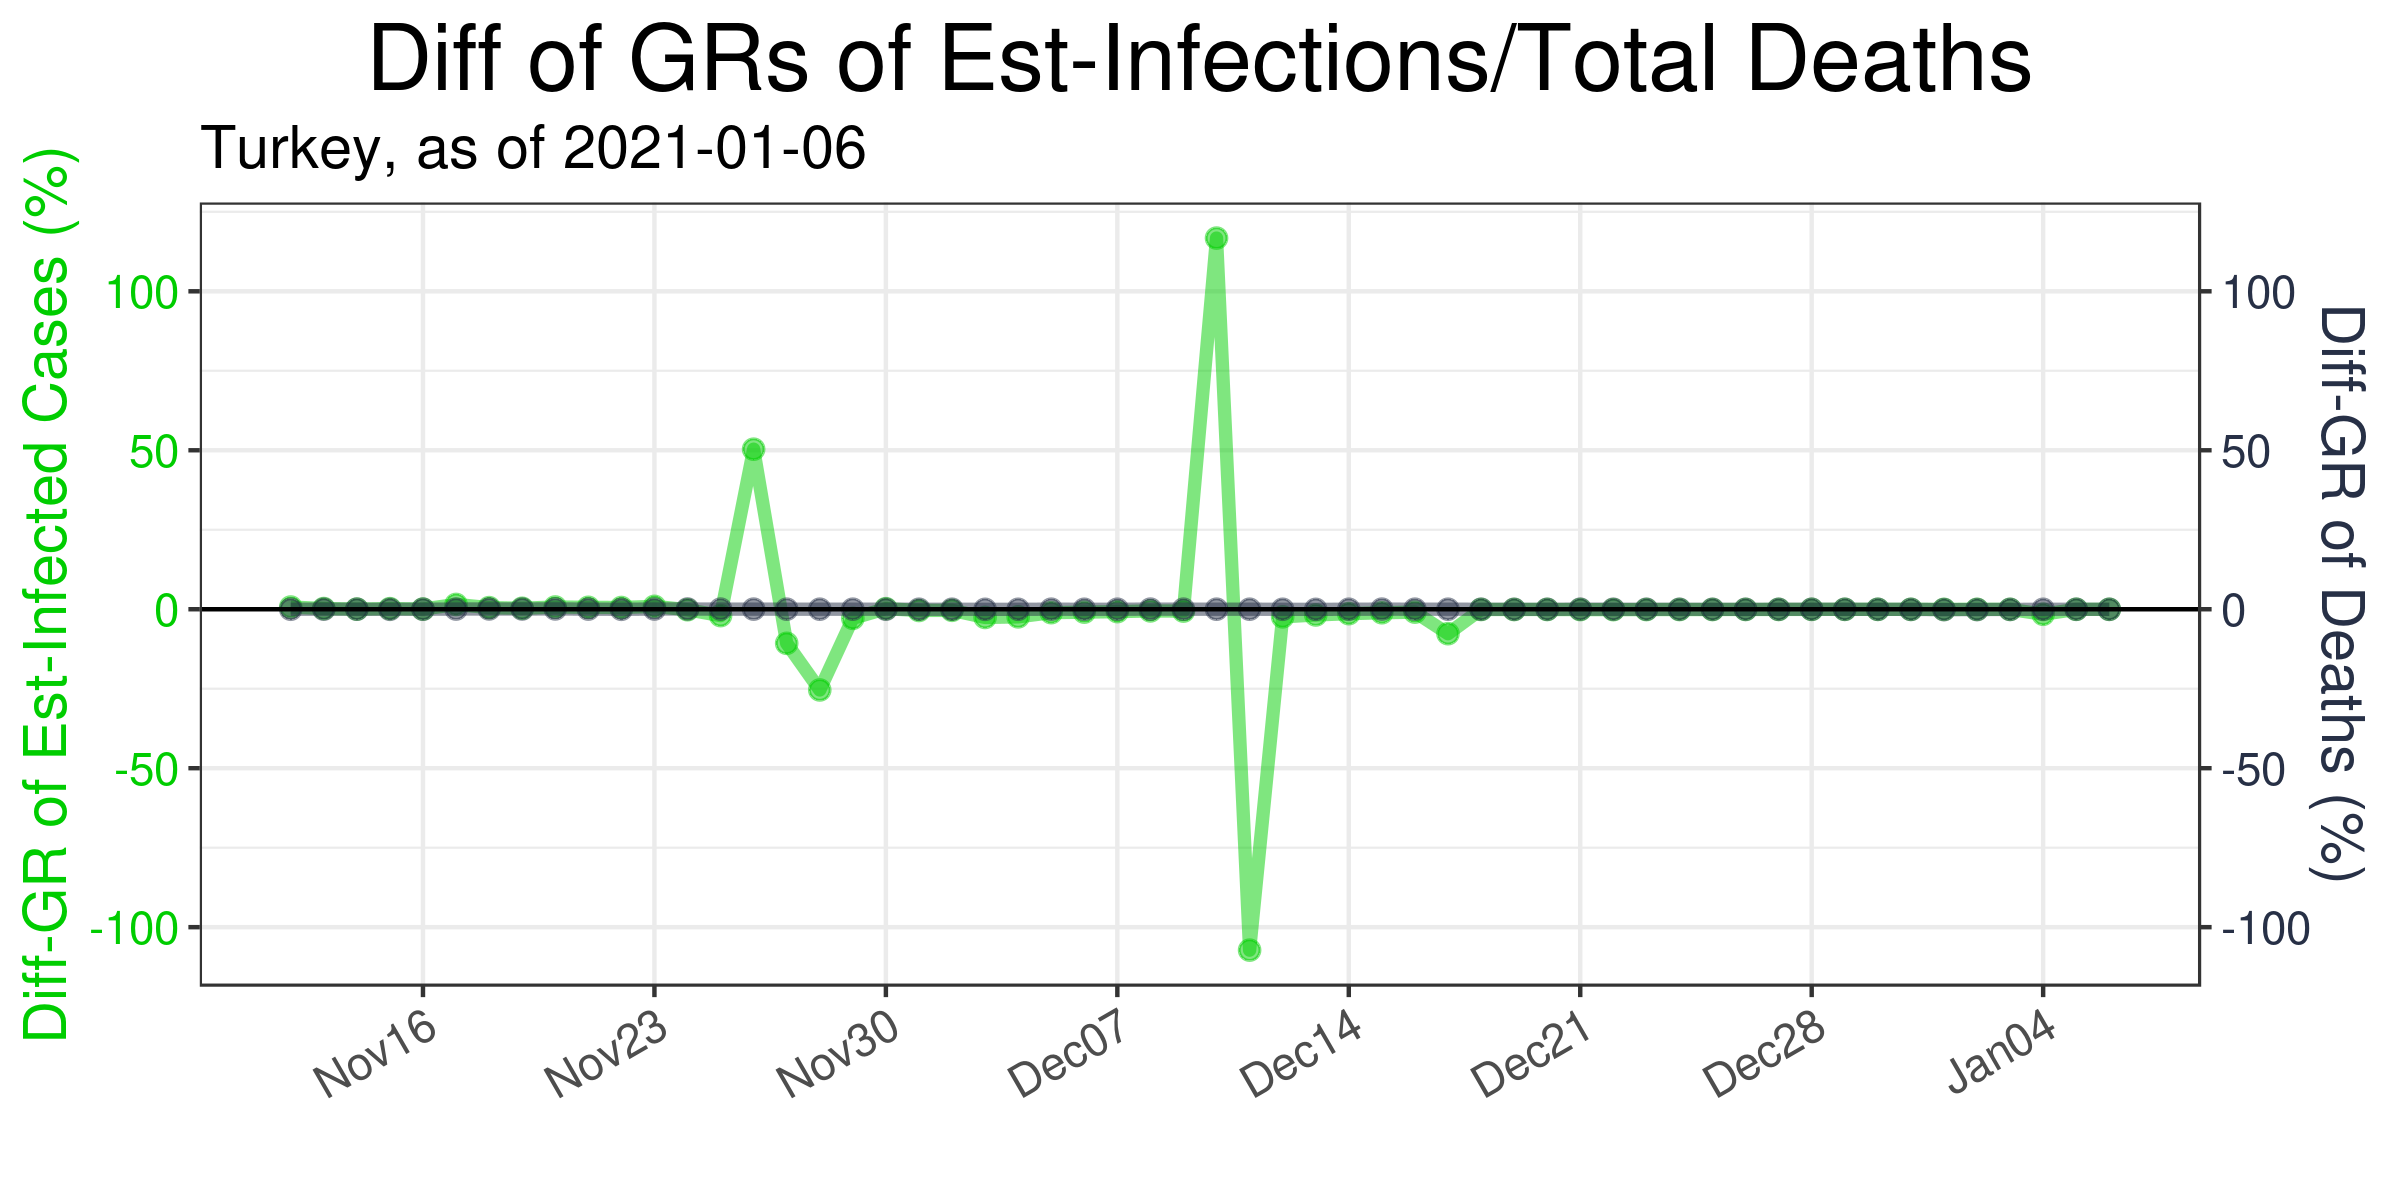 Diff of GRs of Est-Infections/Total Deaths
Turkey, as of 2021-01-06
Diff-GR of Est-Infected Cases (%)
100
50
0
-50
-100
100
50
0
-50
-100
Diff-GR of Deaths (%)
Nov16
Nov23
Nov30
Dec07
Dec14
Dec21
Dec28
Jan04